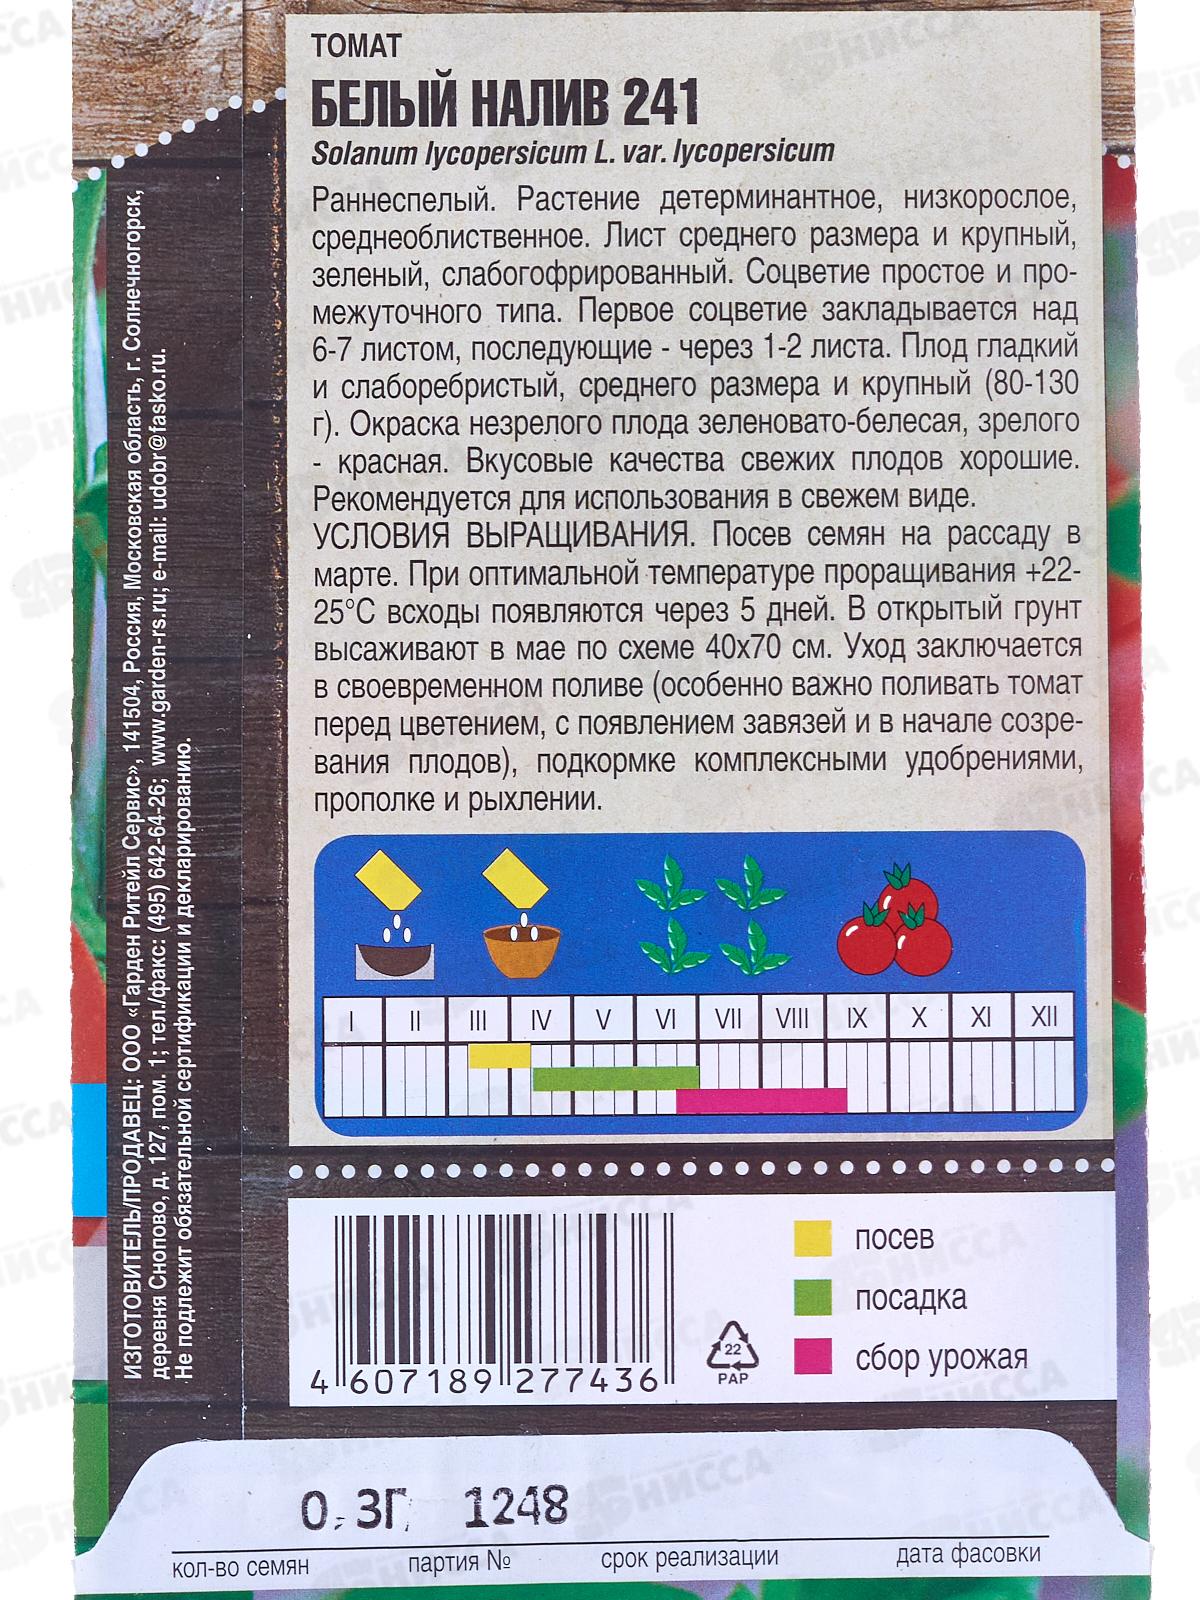 ТОМАТ
БЕЛЫЙ НАЛИВ 241
Solanum lycopersicum L. var. lycopersicum
Раннеспелый. Растение детерминантное, низкорослое,
среднеоблиственное. Лист среднего размера и крупный,
зеленый, слабогофрированный. Соцветие простое и про-
межуточного типа. Первое соцветие закладывается над
6-7 листом, последующие - через 1-2 листа. Плод гладкий
и слаборебристый, среднего размера и крупный (80-130
г). Окраска незрелого плода зеленовато-белесая, зрелого
- красная. Вкусовые качества свежих плодов хорошие.
Рекомендуется для использования в свежем виде.
УСЛОВИЯ ВЫРАЩИВАНИЯ. Посев семян на рассаду в
марте. При оптимальной температуре проращивания +22-
25°С всходы появляются через 5 дней. В открытый грунт
высаживают в мае по схеме 40х70 см. Уход заключается
в своевременном поливе (особенно важно поливать томат
перед цветением, с появлением завязей и в начале созре-
вания плодов), подкормке комплексными удобрениями,
прополке и рыхлении.
I II III IV V VI VII VIII IX X XI XII
посев
посадка
сбор урожая
22
PAP
4 607189 277436
0,3Г 1248
кол-во семян партия № срок реализации дата фасовки
ИЗГОТОВИТЕЛЬ/ПРОДАВЕЦ: ООО «Гарден Ритейл Сервис», 141504, Россия, Московская область, г. Солнечногорск,
деревня Снопово, д. 127, пом. 1; тел./факс: (495) 642-64-26; www.garden-rs.ru; e-mail: udobr@fasko.ru.
Не подлежит обязательной сертификации и декларированию.
НИССА